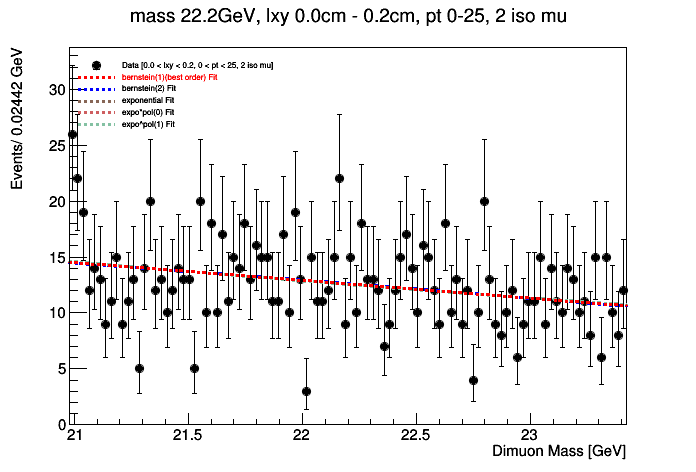 mass 22.2GeV, lxy 0.0cm - 0.2cm, pt 0-25, 2 iso mu
Events/ 0.02442 GeV
Data [0.0 < lxy < 0.2, 0 < pt < 25, 2 iso mu]
bernstein(1)(best order) Fit
bernstein(2) Fit
exponential Fit
expo*pol(0) Fit
expo*pol(1) Fit
30
25
20
15
10
5
0
21 21.5 22 22.5 23
Dimuon Mass [GeV]